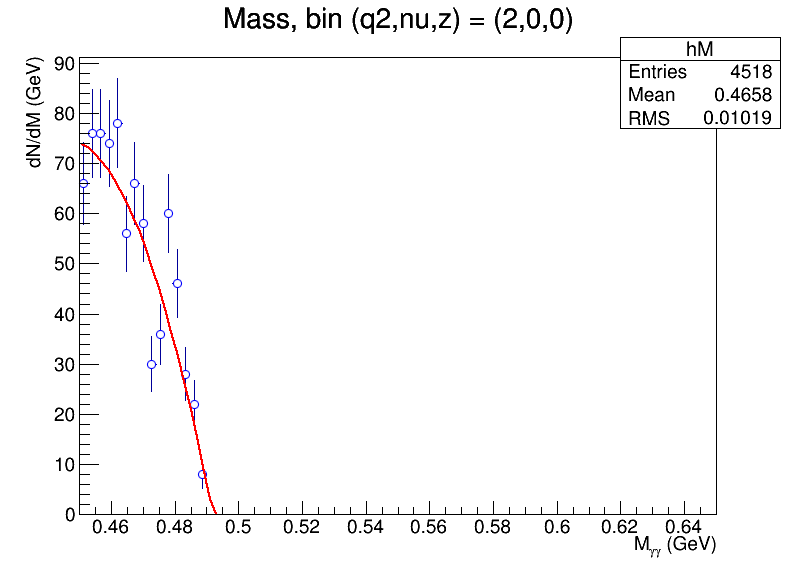 Mass, bin (q2,nu,z) = (2,0,0)
hM
Entries 4518
Mean 0.4658
RMS 0.01019
dN/dM (GeV)
90
80
70
60
50
40
30
20
10
0
0.46 0.48 0.5 0.52 0.54 0.56 0.58 0.6 0.62 0.64
Mγγ (GeV)